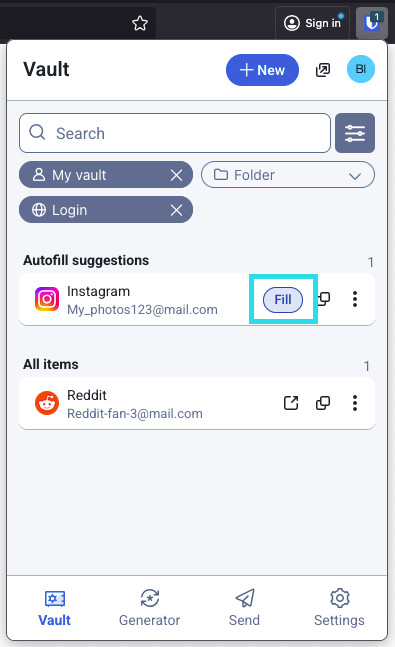 Sign in
1
Vault
New
BI
Search
My vault
Folder
Login
Autofill suggestions 1
Instagram
My_photos123@mail.com
Fill
All items 1
Reddit
Reddit-fan-3@mail.com
Vault
Generator
Send
Settings